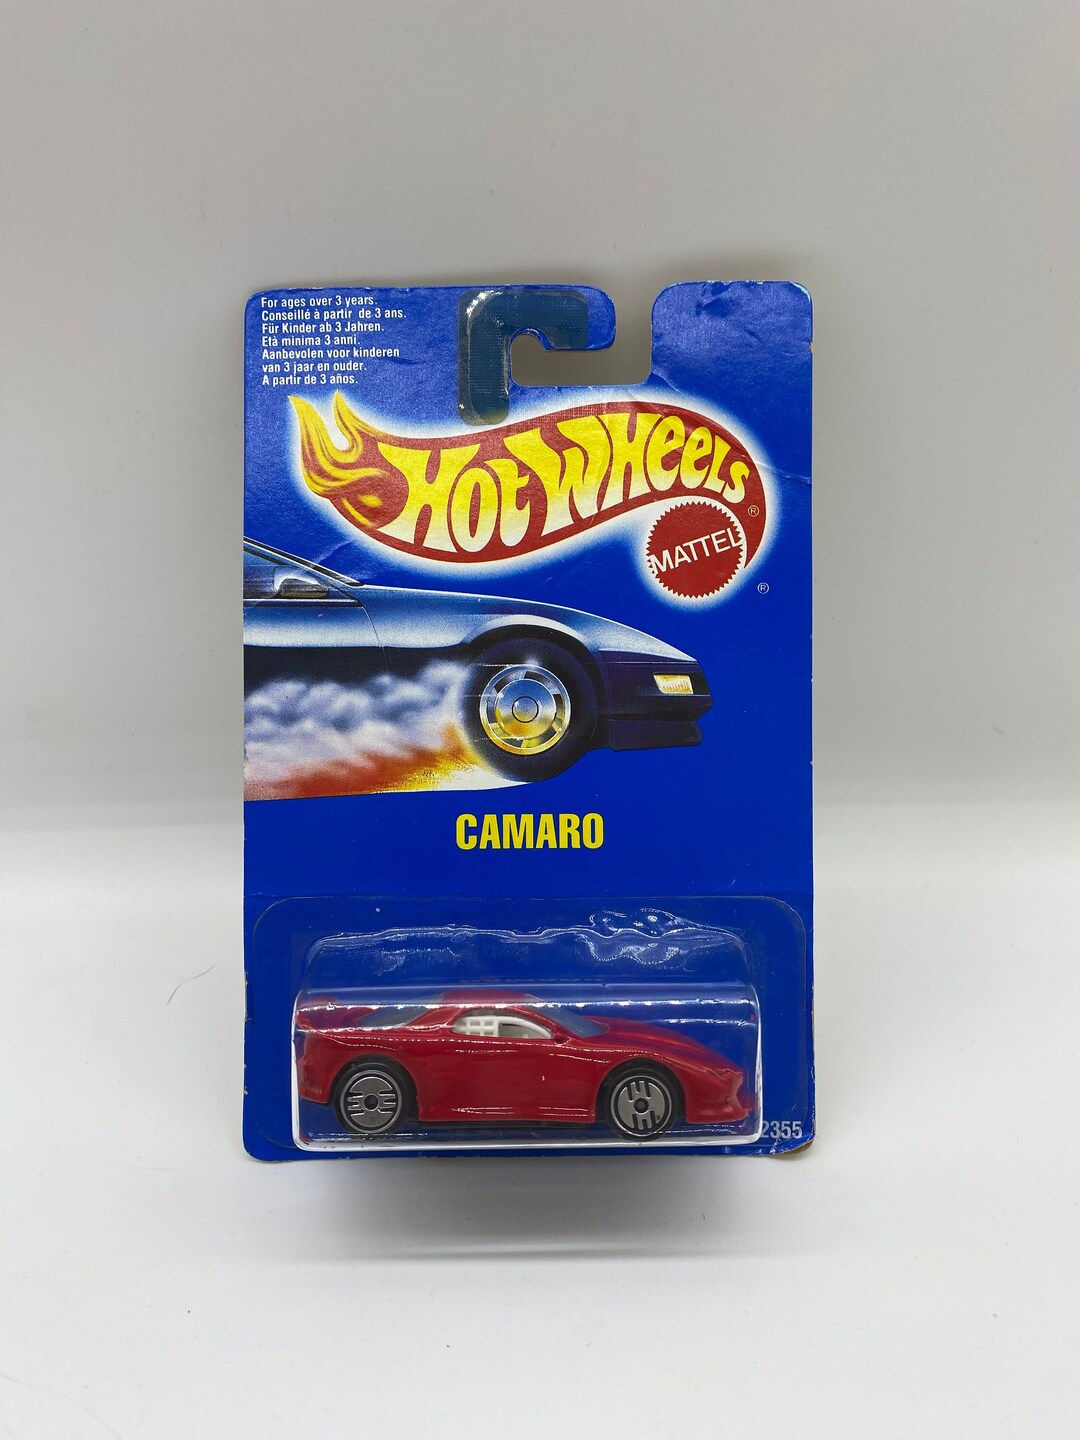 For ages over 3 years.
Conseillé à partir de 3 ans.
Für Kinder ab 3 Jahren.
Età minima 3 anni.
Aanbevolen voor kinderen
van 3 jaar en ouder.
A partir de 3 años.
Hot Wheels
®
MATTEL
®
CAMARO
2355